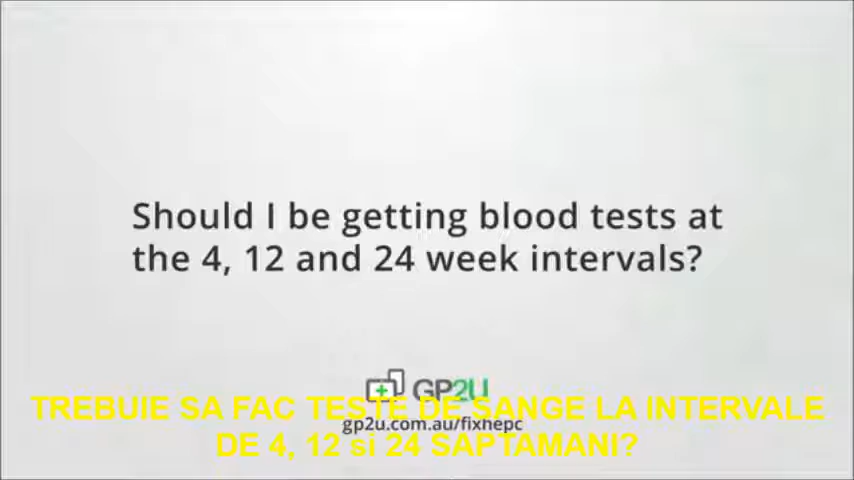 Should I be getting blood tests at
the 4, 12 and 24 week intervals?
GP2U
TREBUIE SA FAC TESTE DE SANGE LA INTERVALE
gp2u.com.au/fixhepc
DE 4, 12 si 24 SAPTAMANI?